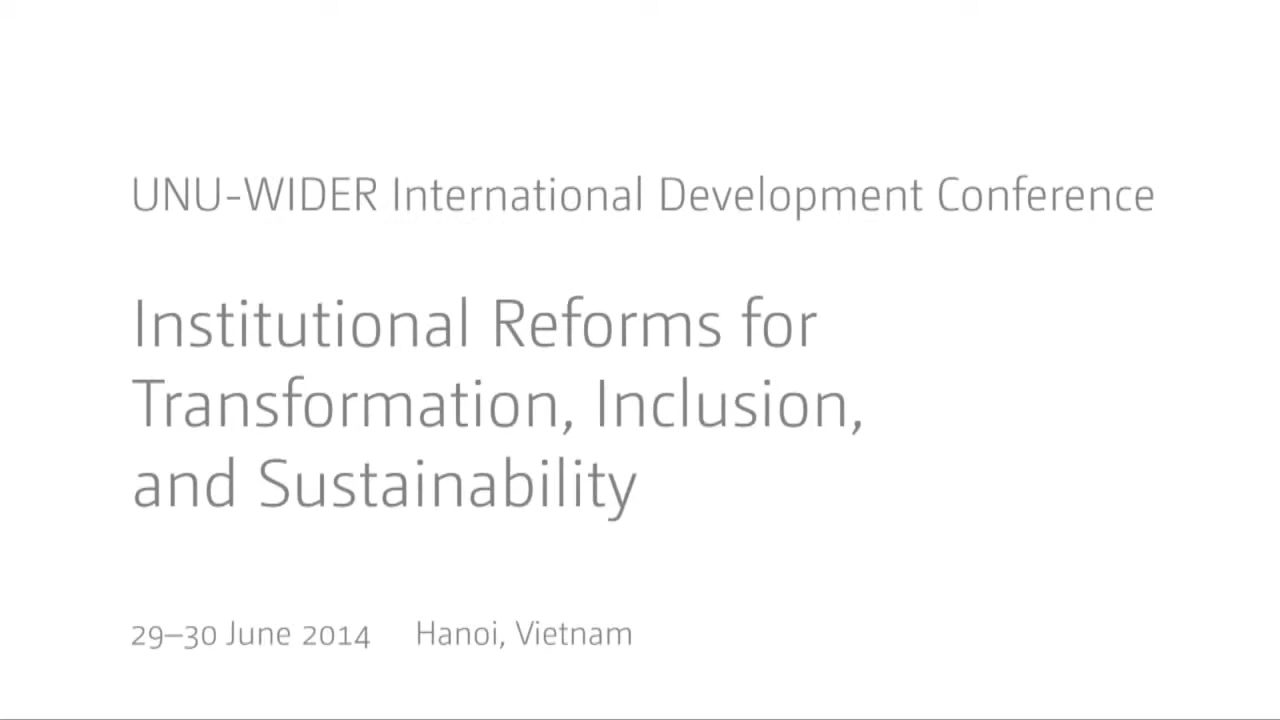 UNU-WIDER International Development Conference
Institutional Reforms for
Transformation, Inclusion,
and Sustainability
29–30 June 2014 Hanoi, Vietnam